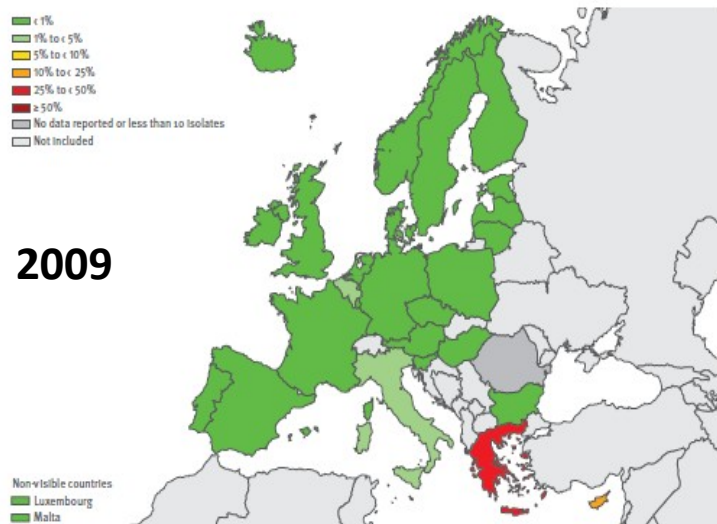 < 1%
1% to < 5%
5% to < 10%
10% to < 25%
25% to < 50%
≥ 50%
No data reported or less than 10 isolates
Not included
2009
Non-visible countries
Luxembourg
Malta